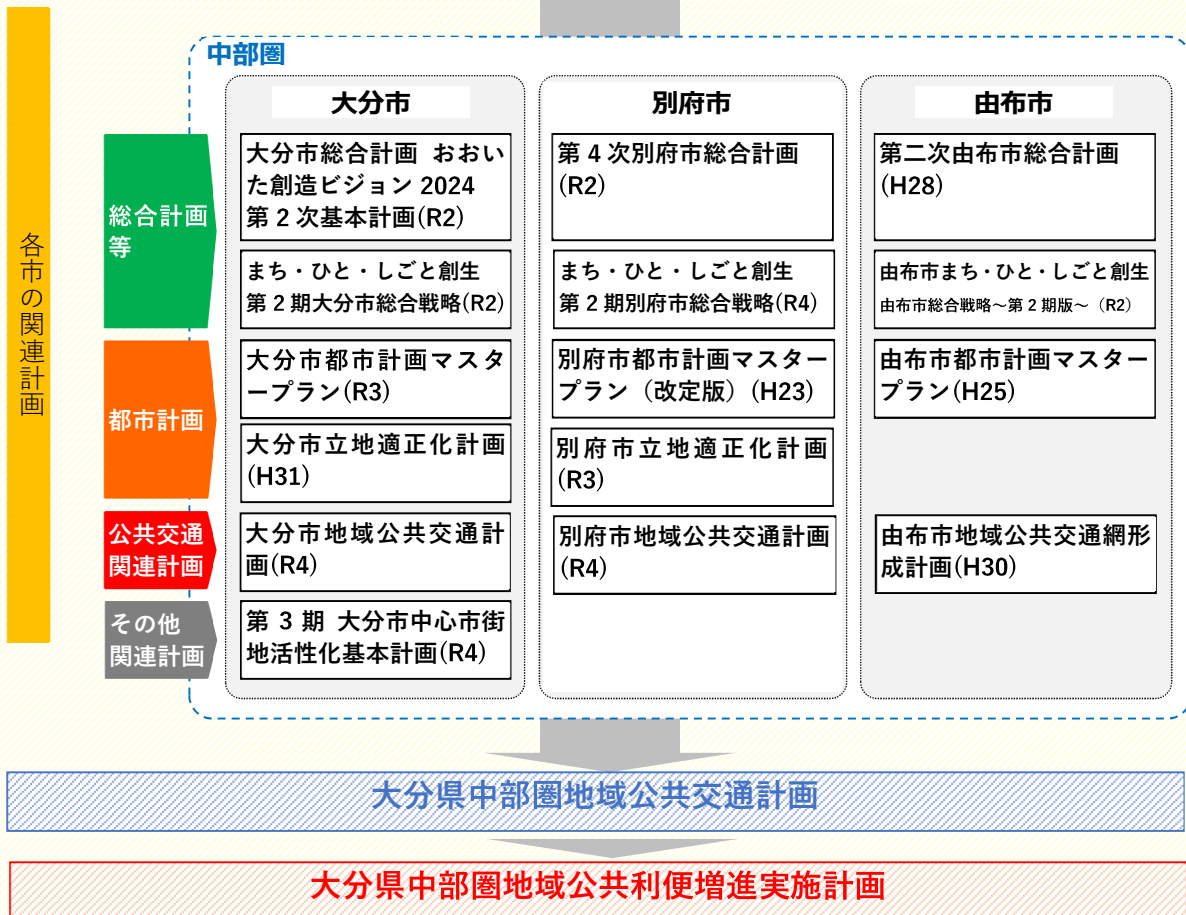 各市の関連計画
中部圏
大分市
別府市
由布市
総合計画
等
大分市総合計画 おおい
た創造ビジョン 2024
第 2 次基本計画(R2)
第 4 次別府市総合計画
(R2)
第二次由布市総合計画
(H28)
まち・ひと・しごと創生
第 2 期大分市総合戦略(R2)
まち・ひと・しごと創生
第 2 期別府市総合戦略(R4)
由布市まち・ひと・しごと創生
由布市総合戦略～第 2 期版～（R2）
都市計画
大分市都市計画マスタ
ープラン(R3)
別府市都市計画マスター
プラン（改定版）(H23)
由布市都市計画マスター
プラン(H25)
大分市立地適正化計画
(H31)
別府市立地適正化計画
(R3)
公共交通
関連計画
大分市地域公共交通計
画(R4)
別府市地域公共交通計画
(R4)
由布市地域公共交通網形
成計画(H30)
その他
関連計画
第 3 期 大分市中心市街
地活性化基本計画(R4)
大分県中部圏地域公共交通計画
大分県中部圏地域公共利便増進実施計画